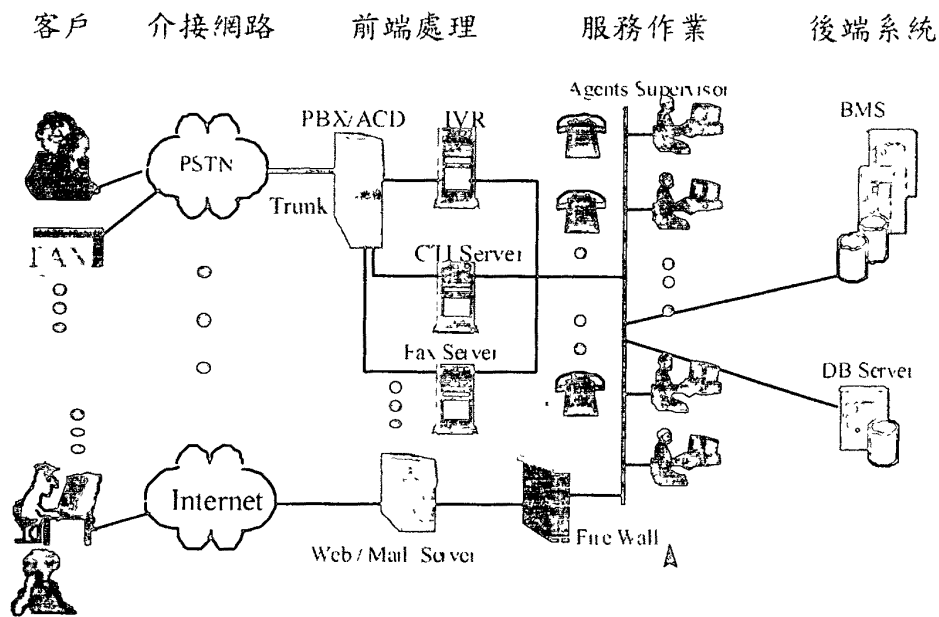 客戶 介接網路 前端處理 服務作業 後端系統
Agents Supervisor
PBX/ACD IVR BMS
PSTN
Trunk
FAX
CTI Server
Fax Server
DB Server
Internet
Fire Wall
Web / Mail Server